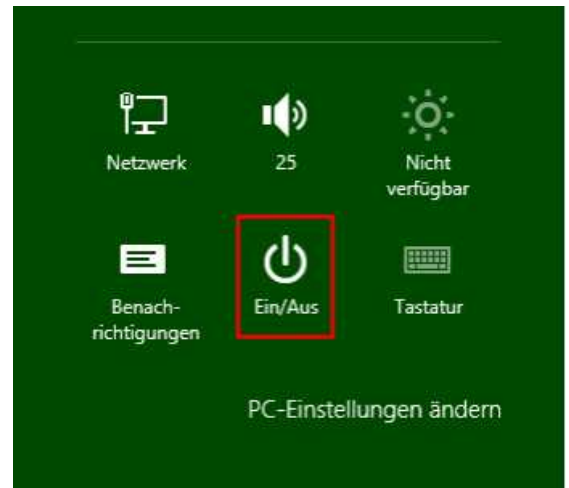 Netzwerk
25
Nicht
verfügbar
Benach-
richtigungen
Ein/Aus
Tastatur
PC-Einstellungen ändern